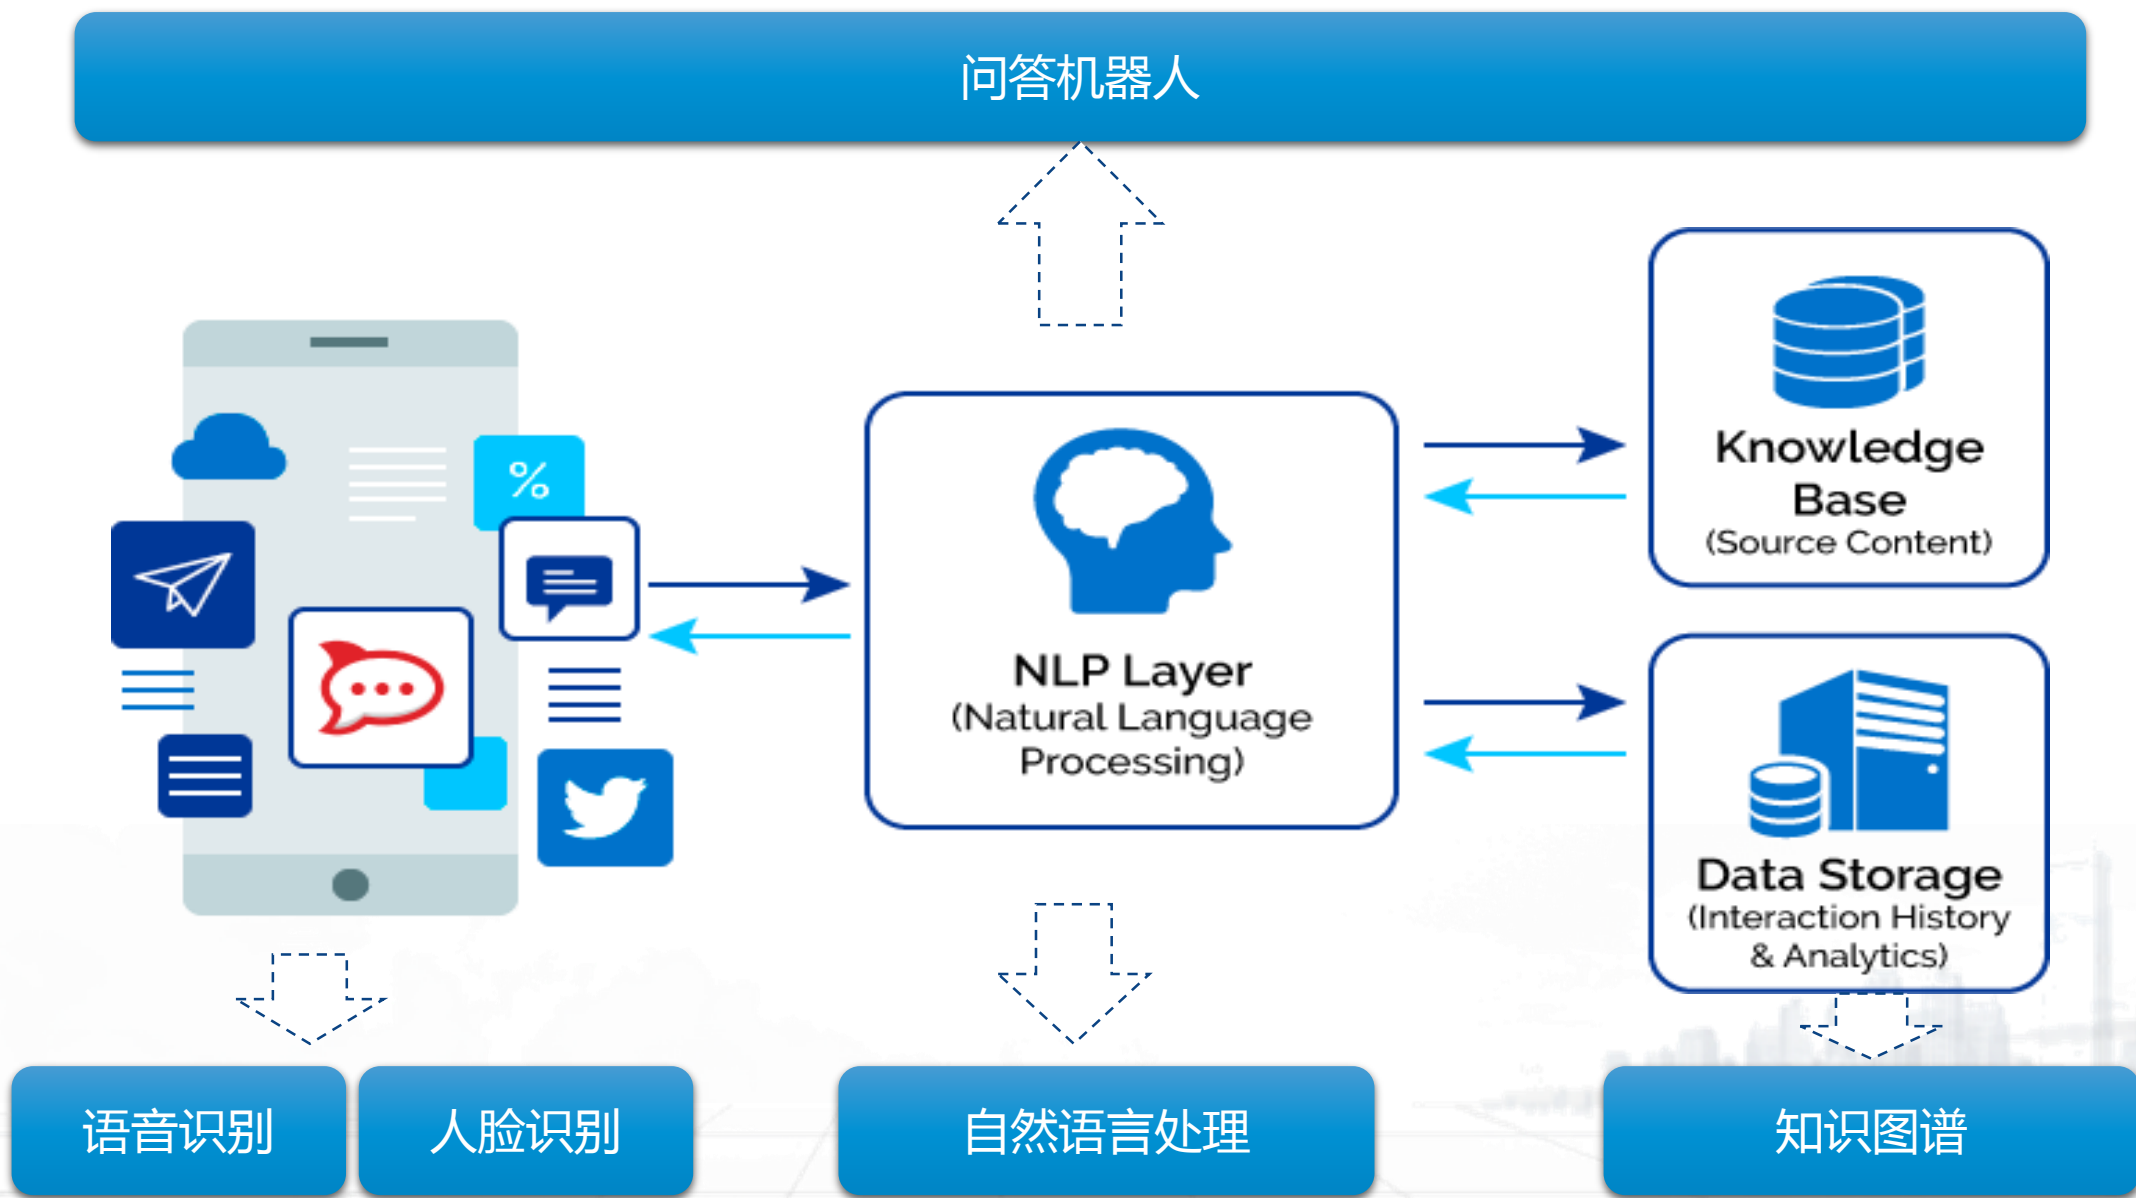 问答机器人
%
NLP Layer
(Natural Language
Processing)
Knowledge
Base
(Source Content)
Data Storage
(Interaction History
& Analytics)
语音识别
人脸识别
自然语言处理
知识图谱